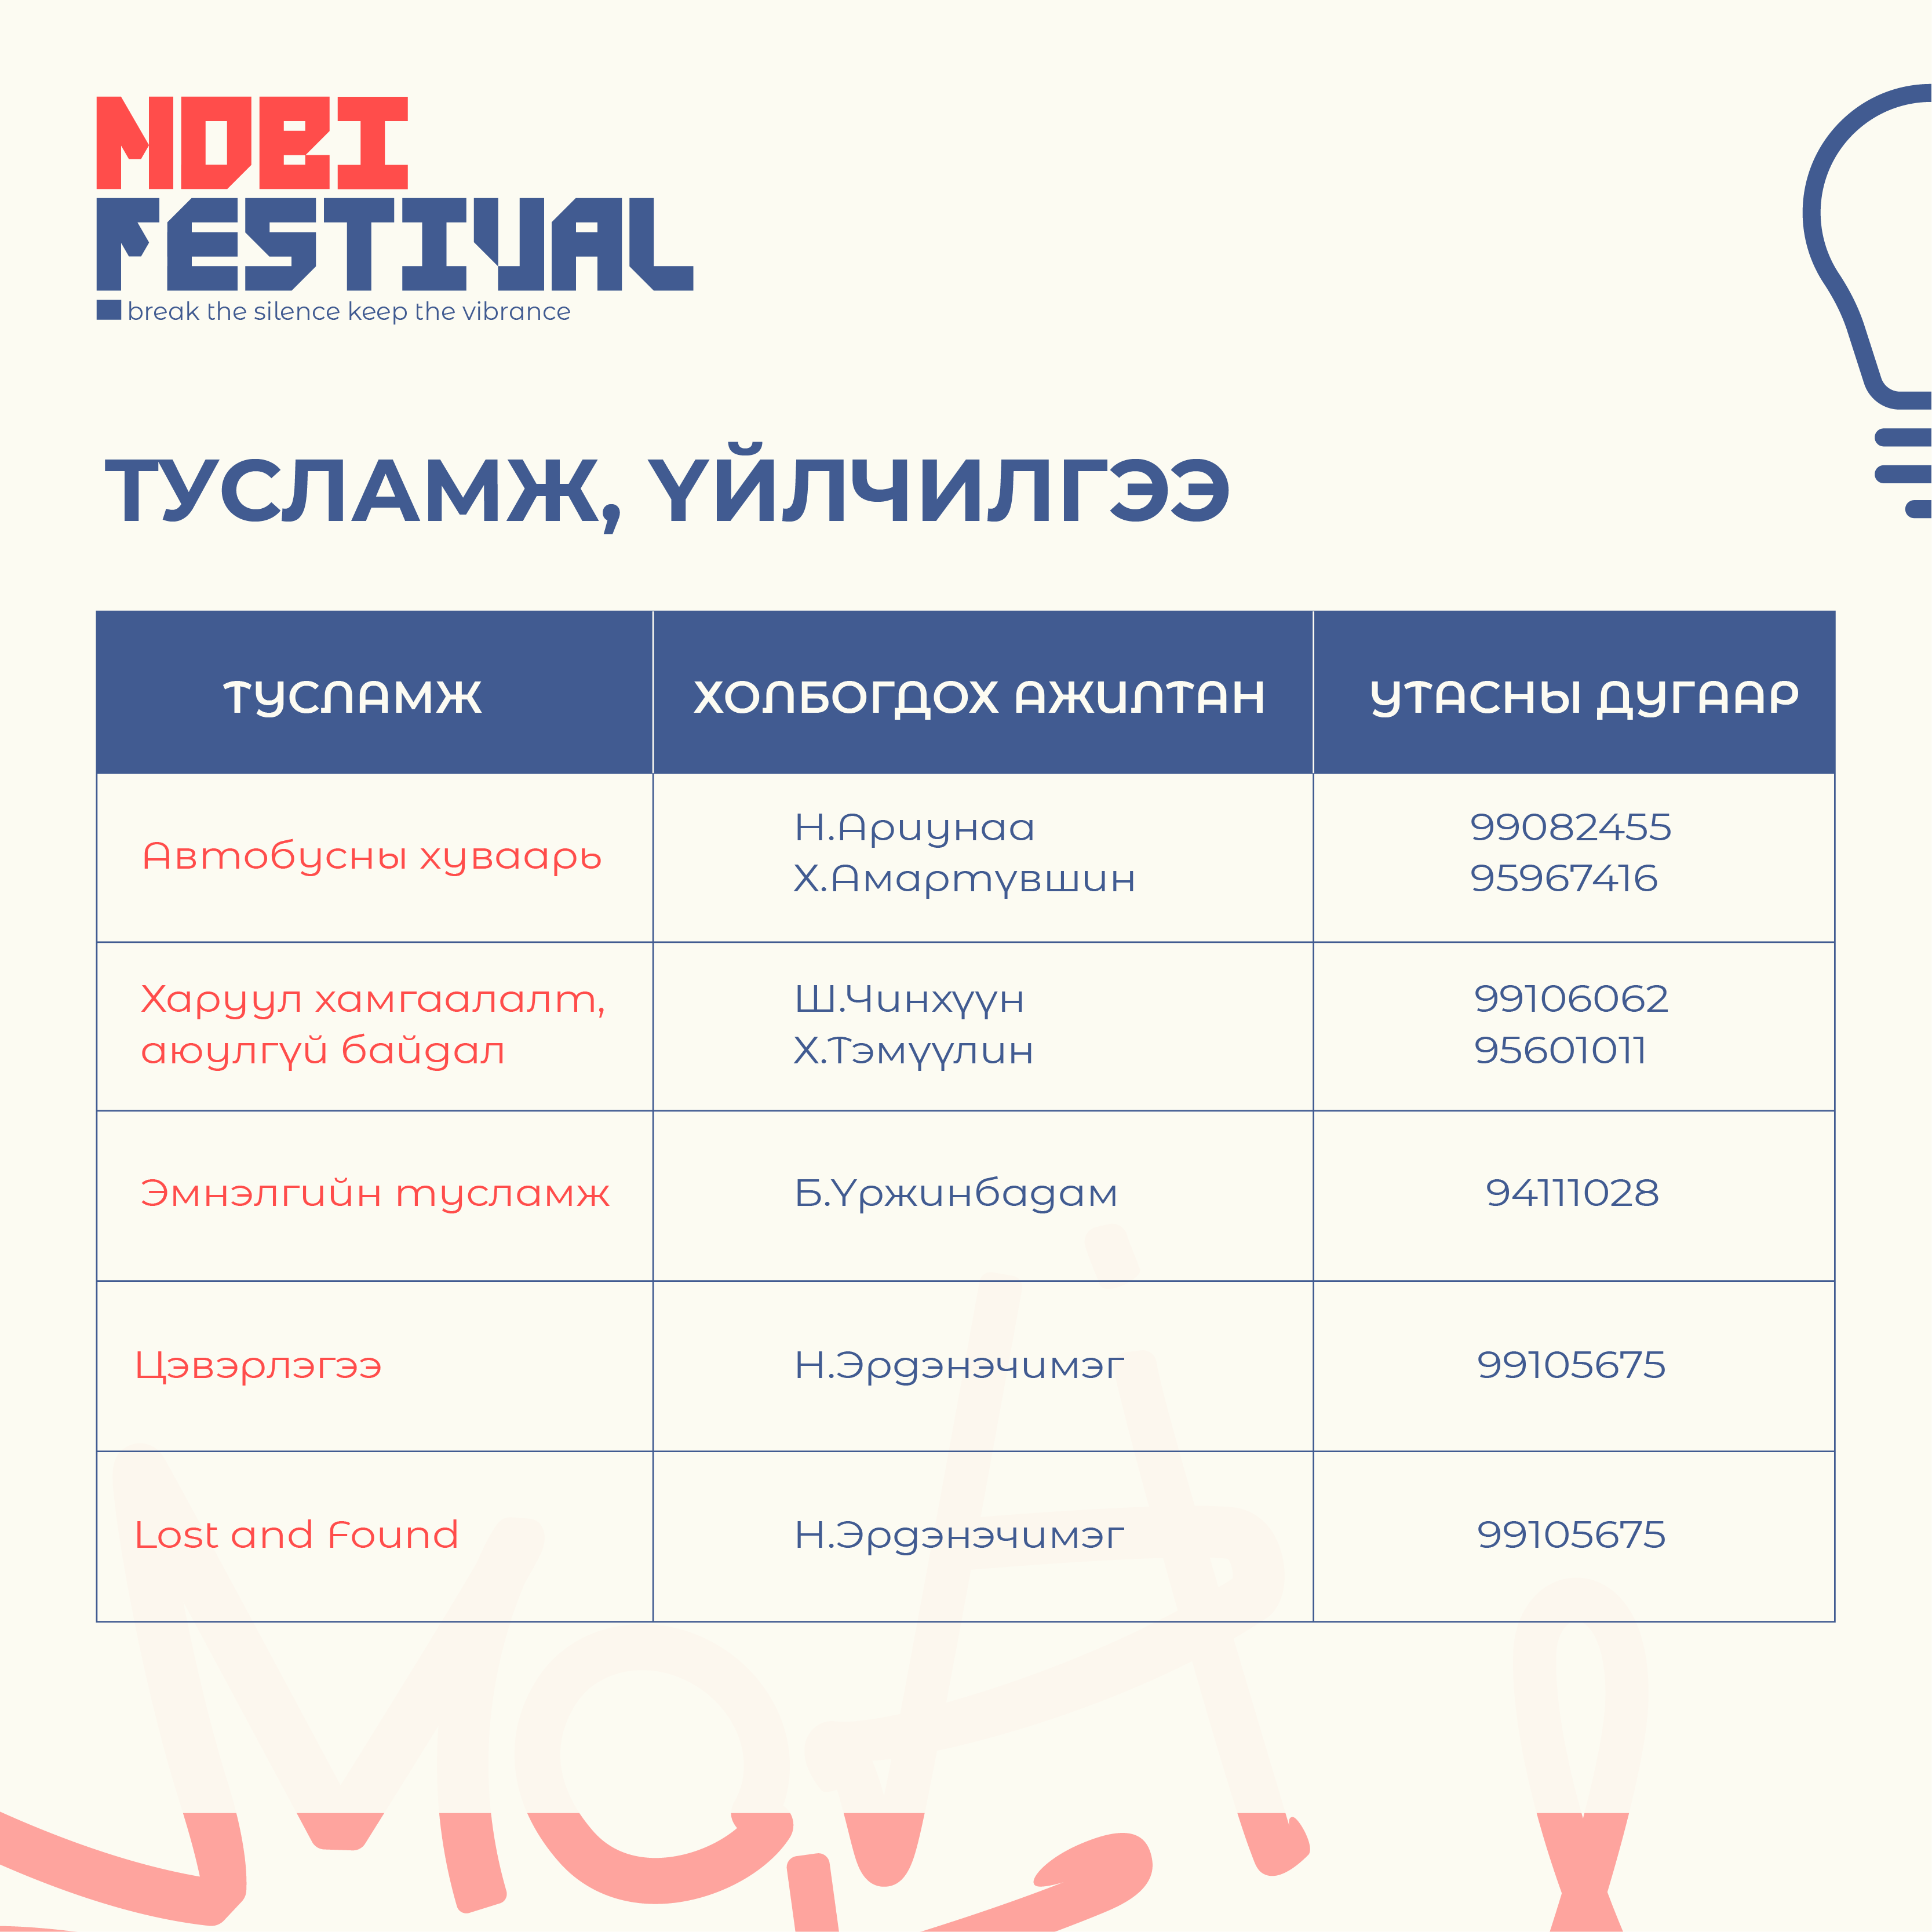 MOBI
FESTIVAL
break the silence keep the vibrance
ТУСЛАМЖ, ҮЙЛЧИЛГЭЭ
ТУСЛАМЖ ХОЛБОГДОХ АЖИЛТАН УТАСНЫ ДУГААР
Автобусны хуваарь
Н.Ариунаа 99082455
Х.Амартүвшин 95967416
Харуул хамгаалалт,
аюулгүй байдал
Ш.Чинхүүн 99106062
Х.Тэмүүлин 95601011
Эмнэлгийн тусламж Б.Үржинбадам 94111028
Цэвэрлэгээ Н.Эрдэнэчимэг 99105675
Lost and Found Н.Эрдэнэчимэг 99105675